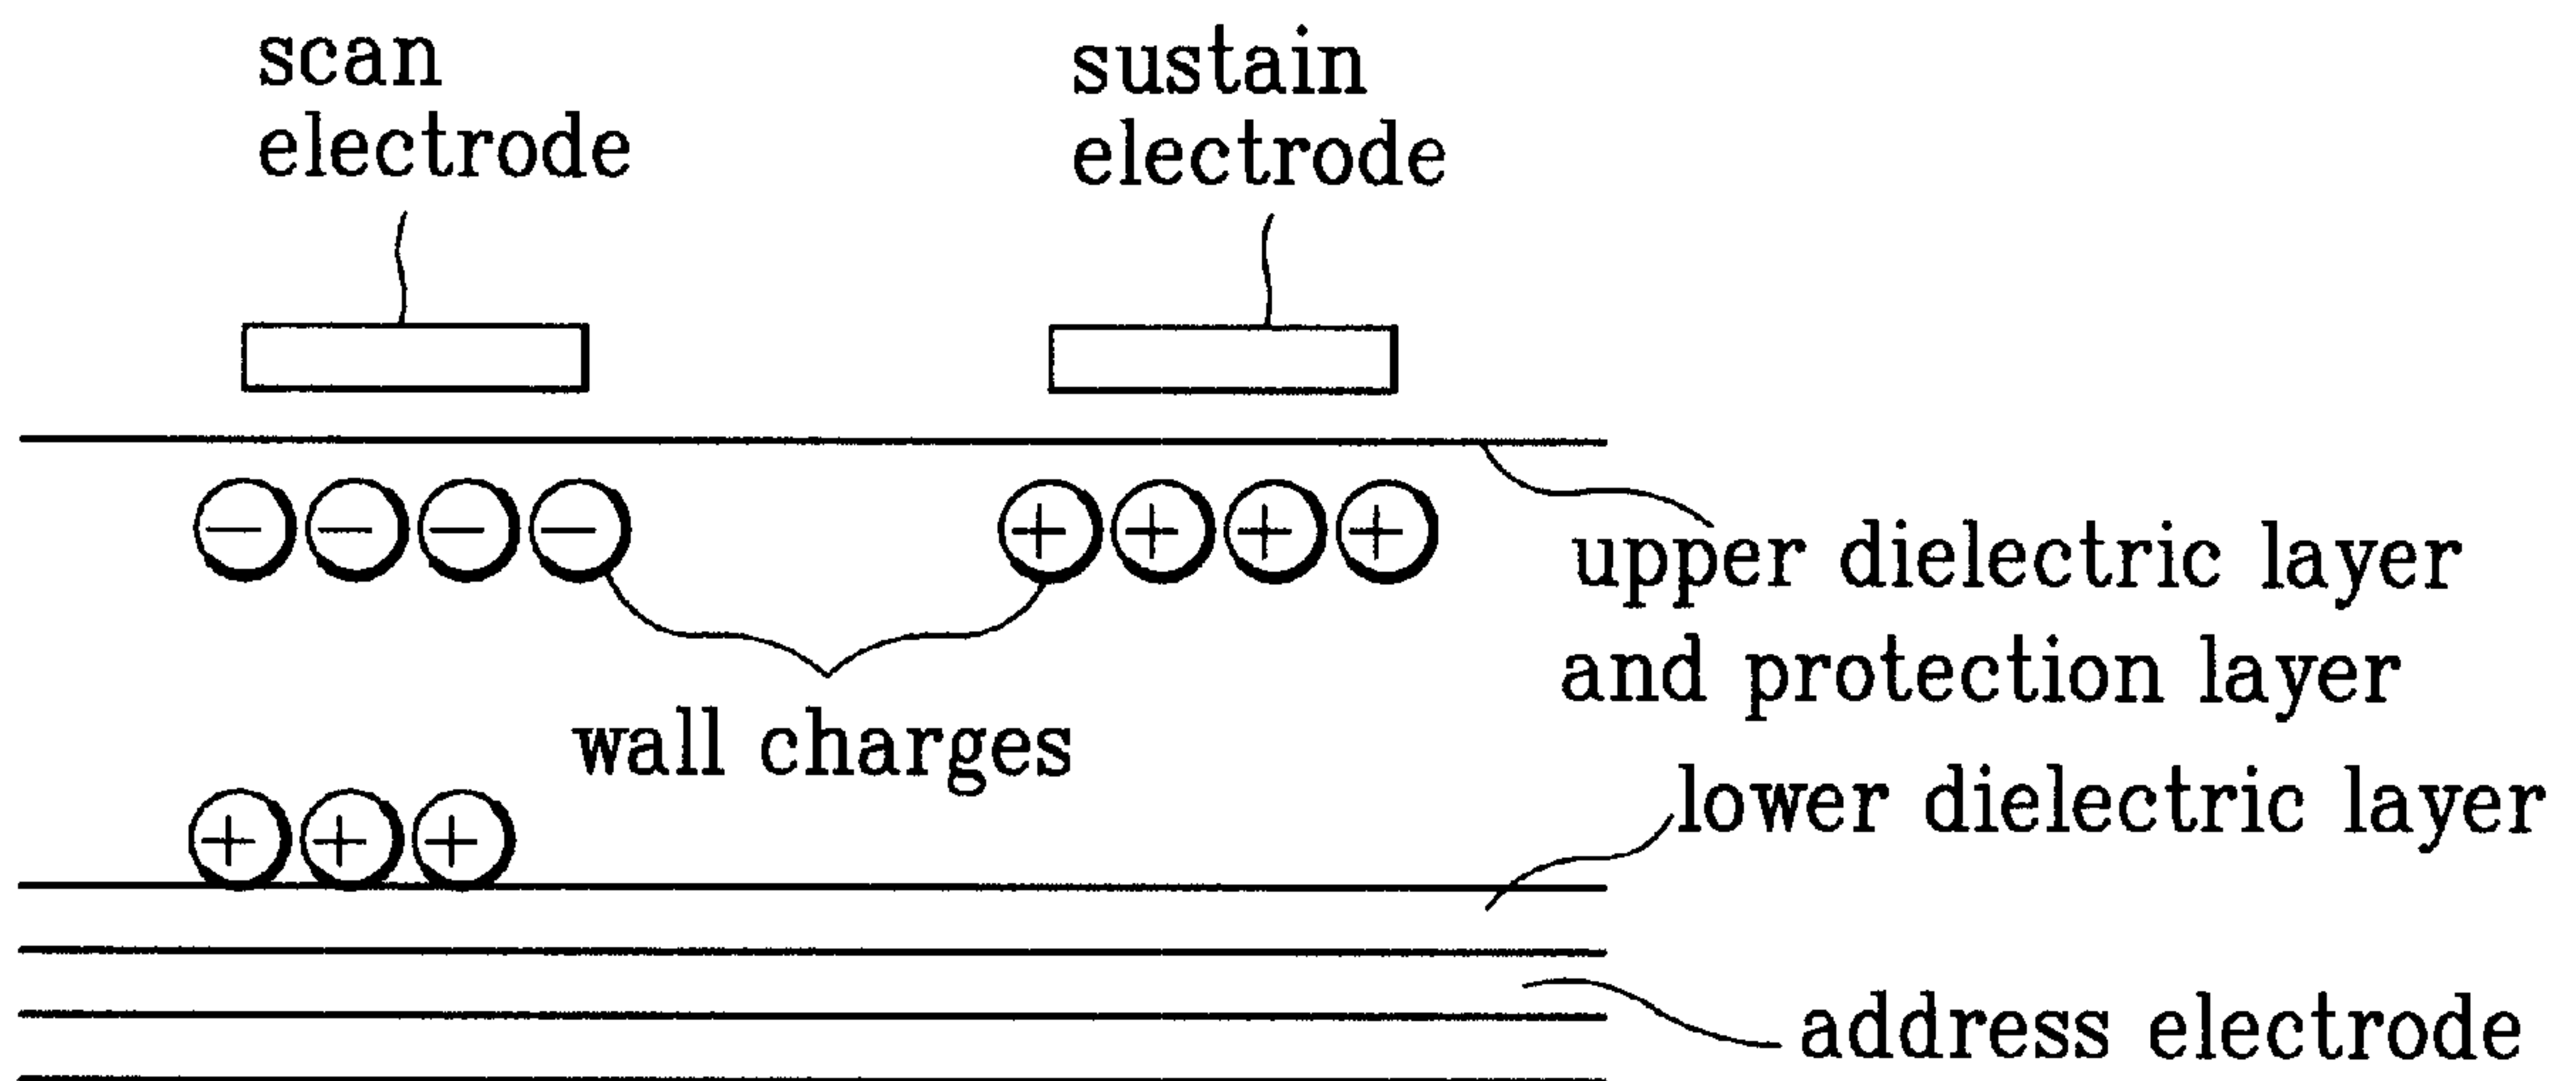 scan
electrode
sustain
electrode
upper dielectric layer
and protection layer
wall charges
lower dielectric layer
address electrode